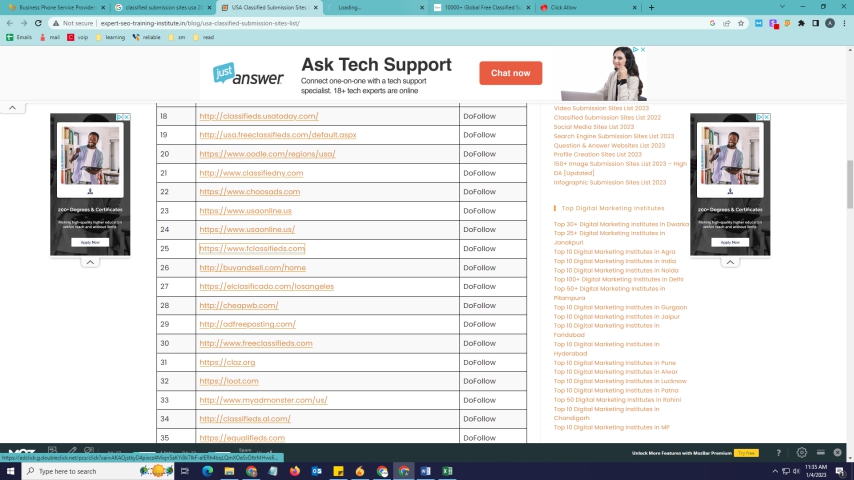 Business Phone Service Provider
classified submission sites usa 20
USA Classified Submission Sites
Loading...
10000+ Global Free Classified S
Click Allow
Not secure | expert-seo-training-institute.in/blog/usa-classified-submission-sites-list/
Emails
mail
voip
learning
reliable
sm
read
just answer
Ask Tech Support
Connect one-on-one with a tech support
specialist. 18+ tech experts are online
Chat now
18 http://classifieds.usatoday.com/ DoFollow
19 http://usa.freeclassifieds.com/default.aspx DoFollow
20 https://www.oodle.com/regions/usa/ DoFollow
21 http://www.classifiedny.com DoFollow
22 https://www.chaosads.com DoFollow
23 https://www.usaonline.us DoFollow
24 https://www.usaonline.us/ DoFollow
25 https://www.fclassifieds.com DoFollow
26 http://buyandsell.com/home DoFollow
27 https://elclasificado.com/losangeles DoFollow
28 http://cheapwb.com/ DoFollow
29 http://adfreeposting.com/ DoFollow
30 http://www.freeclassifieds.com DoFollow
31 https://claz.org DoFollow
32 https://loot.com DoFollow
33 http://www.myadmonster.com/us/ DoFollow
34 http://classifieds.al.com/ DoFollow
35 https://equalifieds.com DoFollow
Video Submission Sites List 2023
Classified Submission Sites List 2022
Social Media Sites List 2023
Search Engine Submission Sites List 2023
Question & Answer Websites List 2023
Profile Creation Sites List 2023
150+ Image Submission Sites List 2023 – High
DA [Updated]
Infographic Submission Sites List 2023
Top Digital Marketing Institutes
Top 30+ Digital Marketing Institutes in Dwarka
Top 25+ Digital Marketing Institutes in
Janakpuri
Top 10 Digital Marketing Institutes in Agra
Top 10 Digital Marketing Institutes in India
Top 10 Digital Marketing Institutes in Noida
Top 100+ Digital Marketing Institutes in Delhi
Top 50+ Digital Marketing Institutes in
Pitampura
Top 10 Digital Marketing Institutes in Gurgaon
Top 10 Digital Marketing Institutes in Jaipur
Top 10 Digital Marketing Institutes in
Faridabad
Top 10 Digital Marketing Institutes in
Hyderabad
Top 10 Digital Marketing Institutes in Pune
Top 10 Digital Marketing Institutes in Alwar
Top 10 Digital Marketing Institutes in Lucknow
Top 10 Digital Marketing Institutes in Patna
Top 50 Digital Marketing Institutes in Rohini
Top 10 Digital Marketing Institutes in
Chandigarh
Top 10 Digital Marketing Institutes in MP
200+ Degrees & Certificates
Apply Now
200+ Degrees & Certificates
Apply Now
Unlock More Features with MozBar Premium
Try free
Type here to search
11:35 AM
1/4/2023